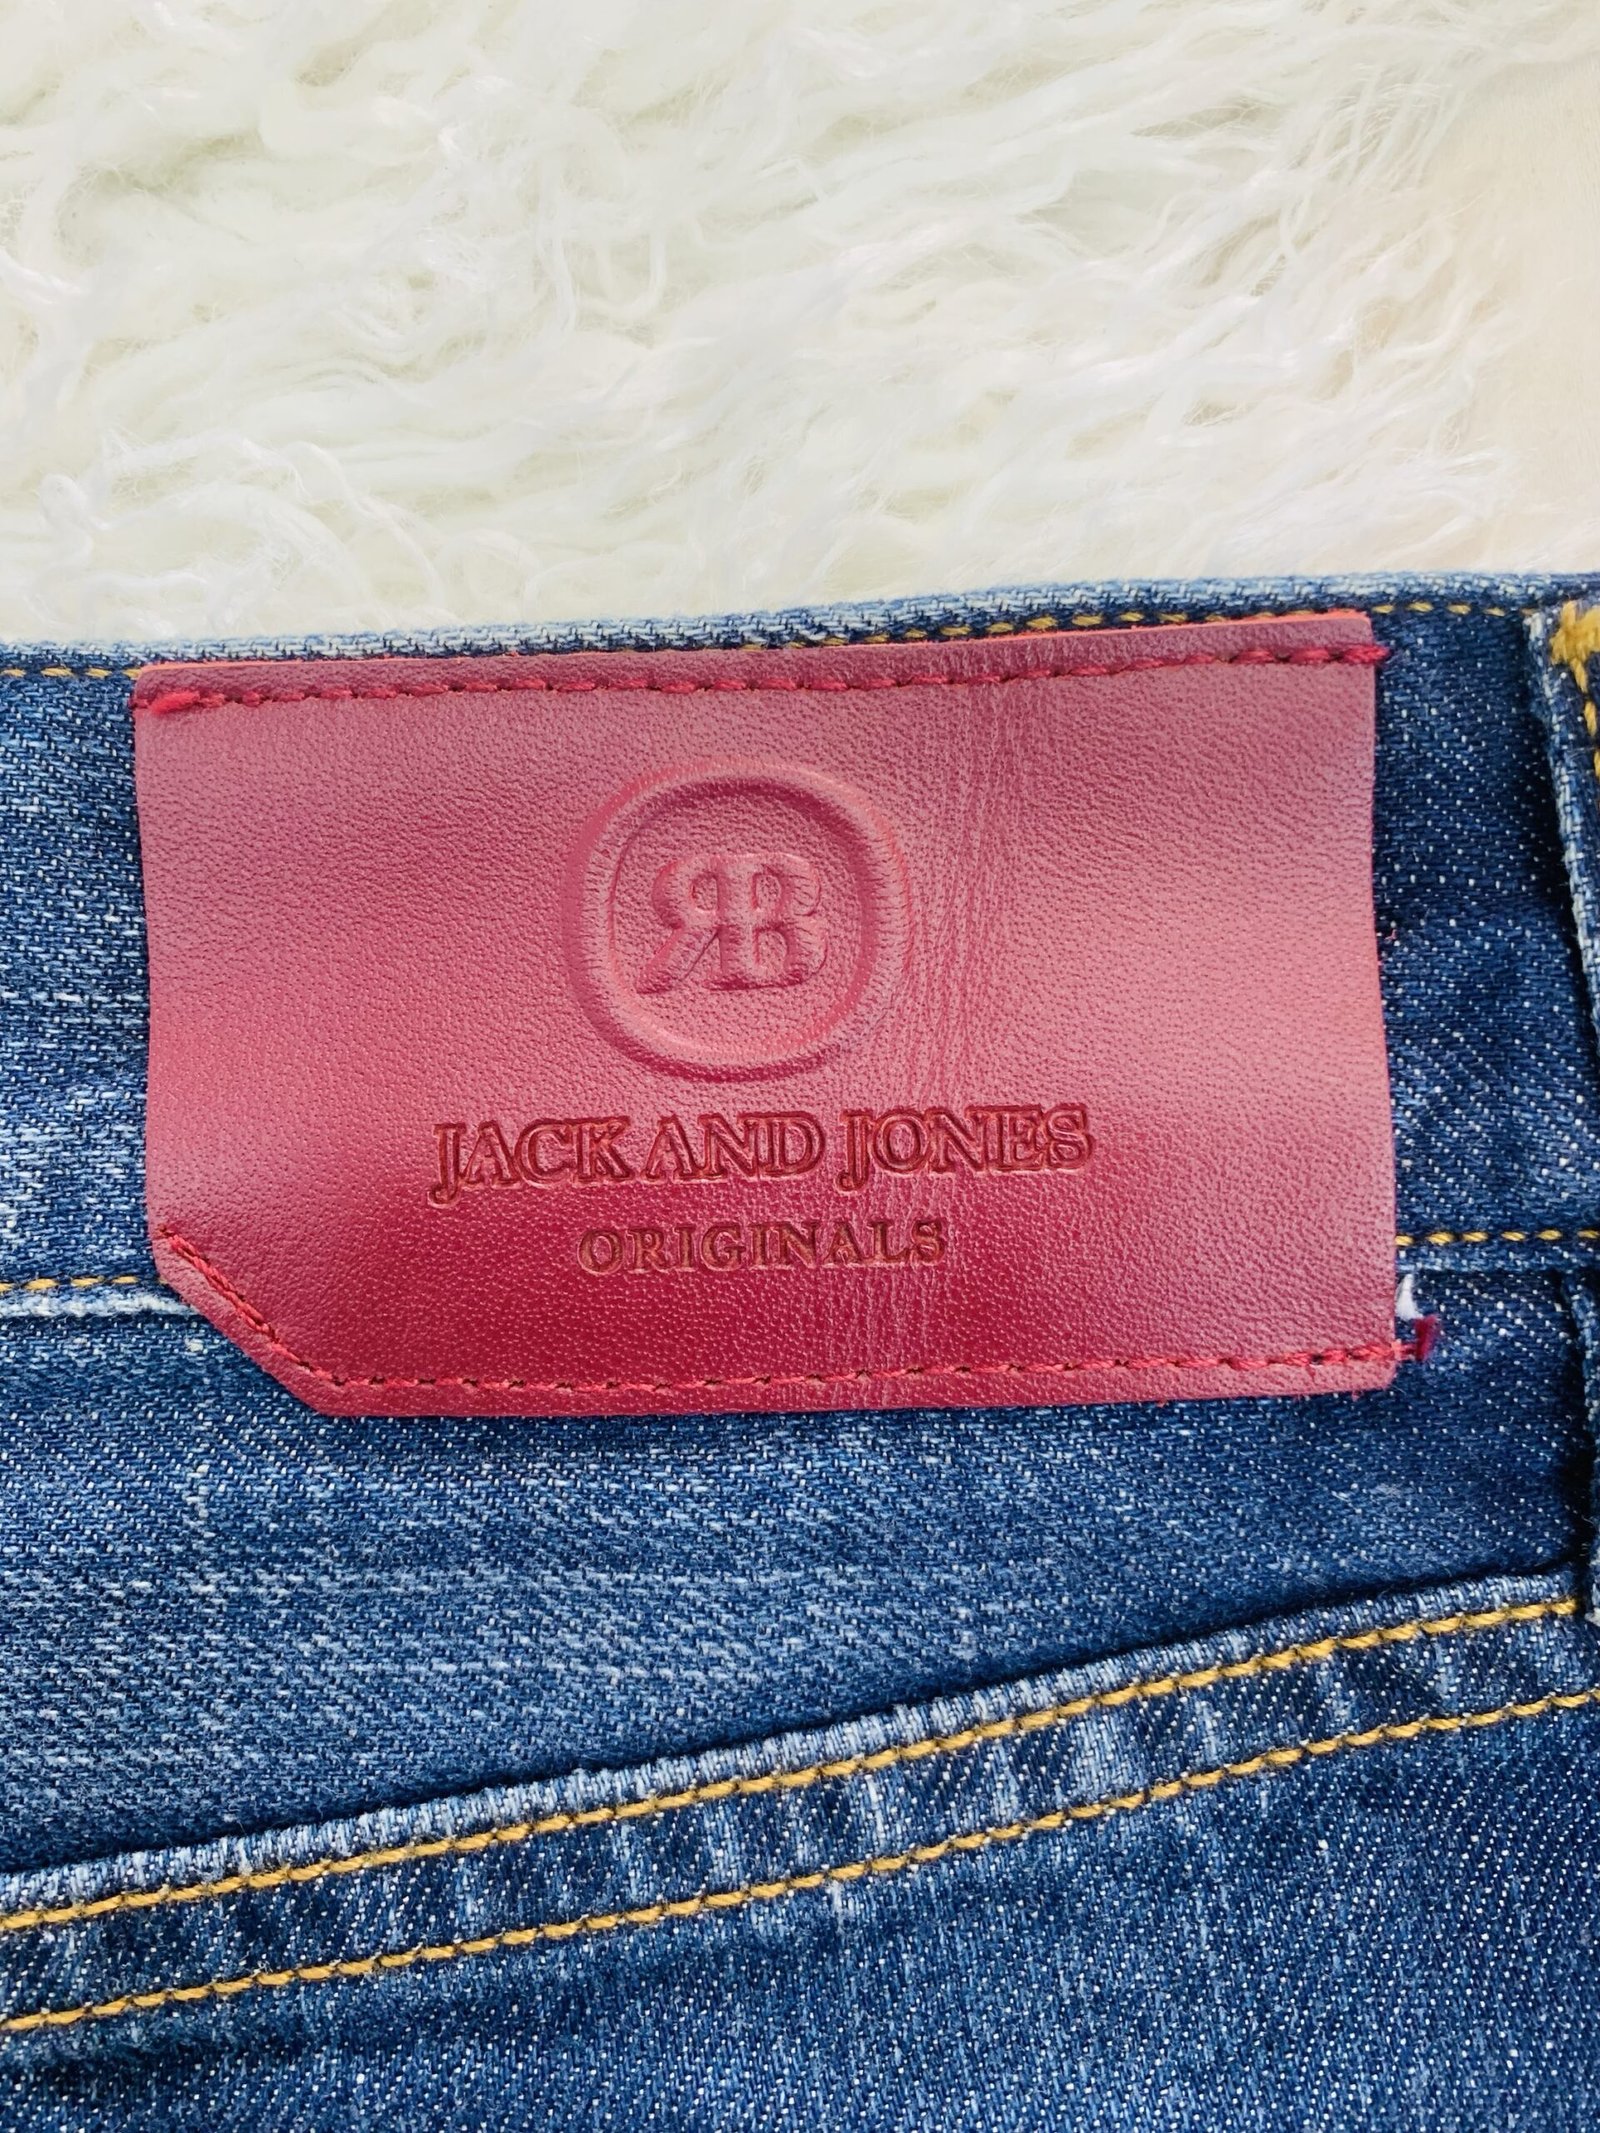 RB
JACK AND JONES
ORIGINALS